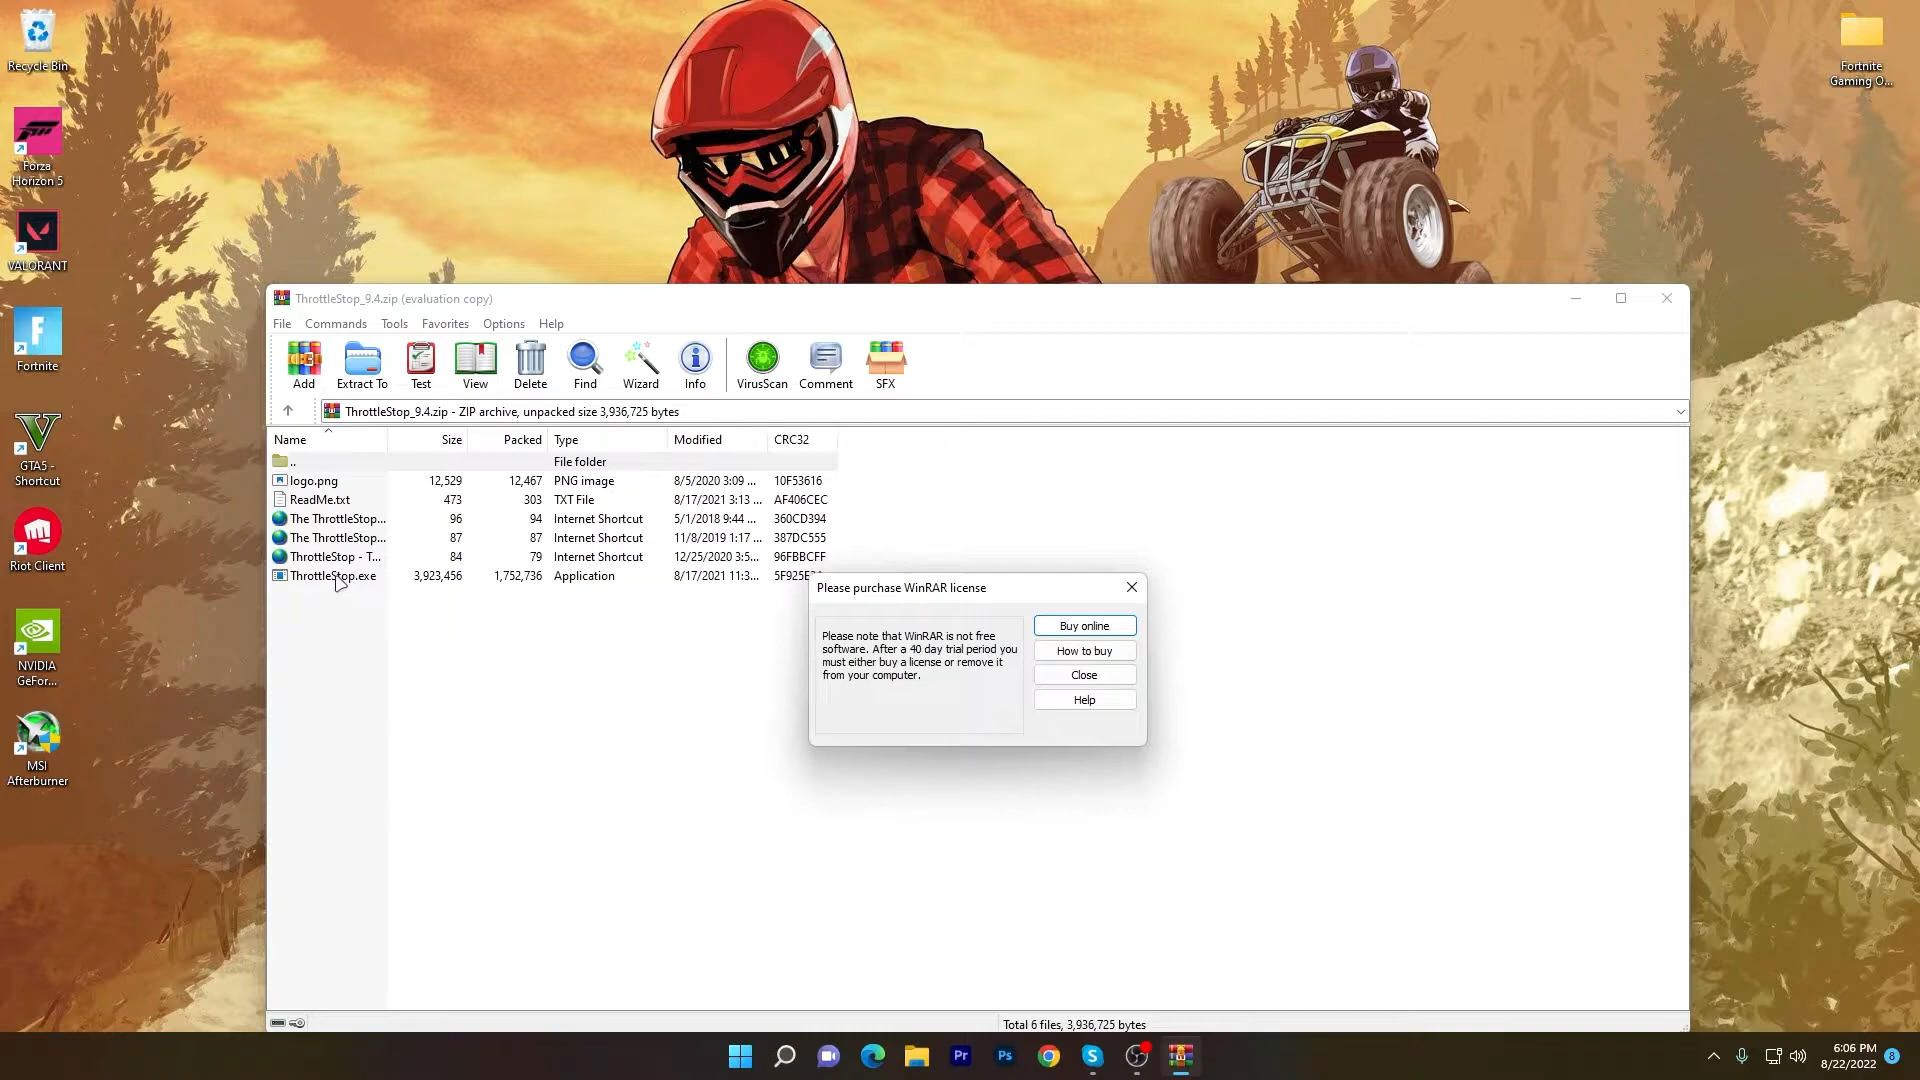 Recycle Bin
Forza
Horizon 5
VALORANT
Fortnite
GTA5 -
Shortcut
Riot Client
NVIDIA
GeFor...
MSI
Afterburner
Fortnite
Gaming O...
ThrottleStop_9.4.zip (evaluation copy)
File Commands Tools Favorites Options Help
Add Extract To Test View Delete Find Wizard Info VirusScan Comment SFX
ThrottleStop_9.4.zip - ZIP archive, unpacked size 3,936,725 bytes
Name Size Packed Type Modified CRC32
.. File folder
logo.png 12,529 12,467 PNG image 8/5/2020 3:09 ... 10F53616
ReadMe.txt 473 303 TXT File 8/17/2021 3:13 ... AF406CEC
The ThrottleStop... 96 94 Internet Shortcut 5/1/2018 9:44 ... 360CD394
The ThrottleStop... 87 87 Internet Shortcut 11/8/2019 1:17 ... 387DC555
ThrottleStop - T... 84 79 Internet Shortcut 12/25/2020 3:5... 96FBBCFF
ThrottleStop.exe 3,923,456 1,752,736 Application 8/17/2021 11:3...
Please purchase WinRAR license
Please note that WinRAR is not free
software. After a 40 day trial period you
must either buy a license or remove it
from your computer.
Buy online
How to buy
Close
Help
Total 6 files, 3,936,725 bytes
Pr
Ps
6:06 PM
8/22/2022
8